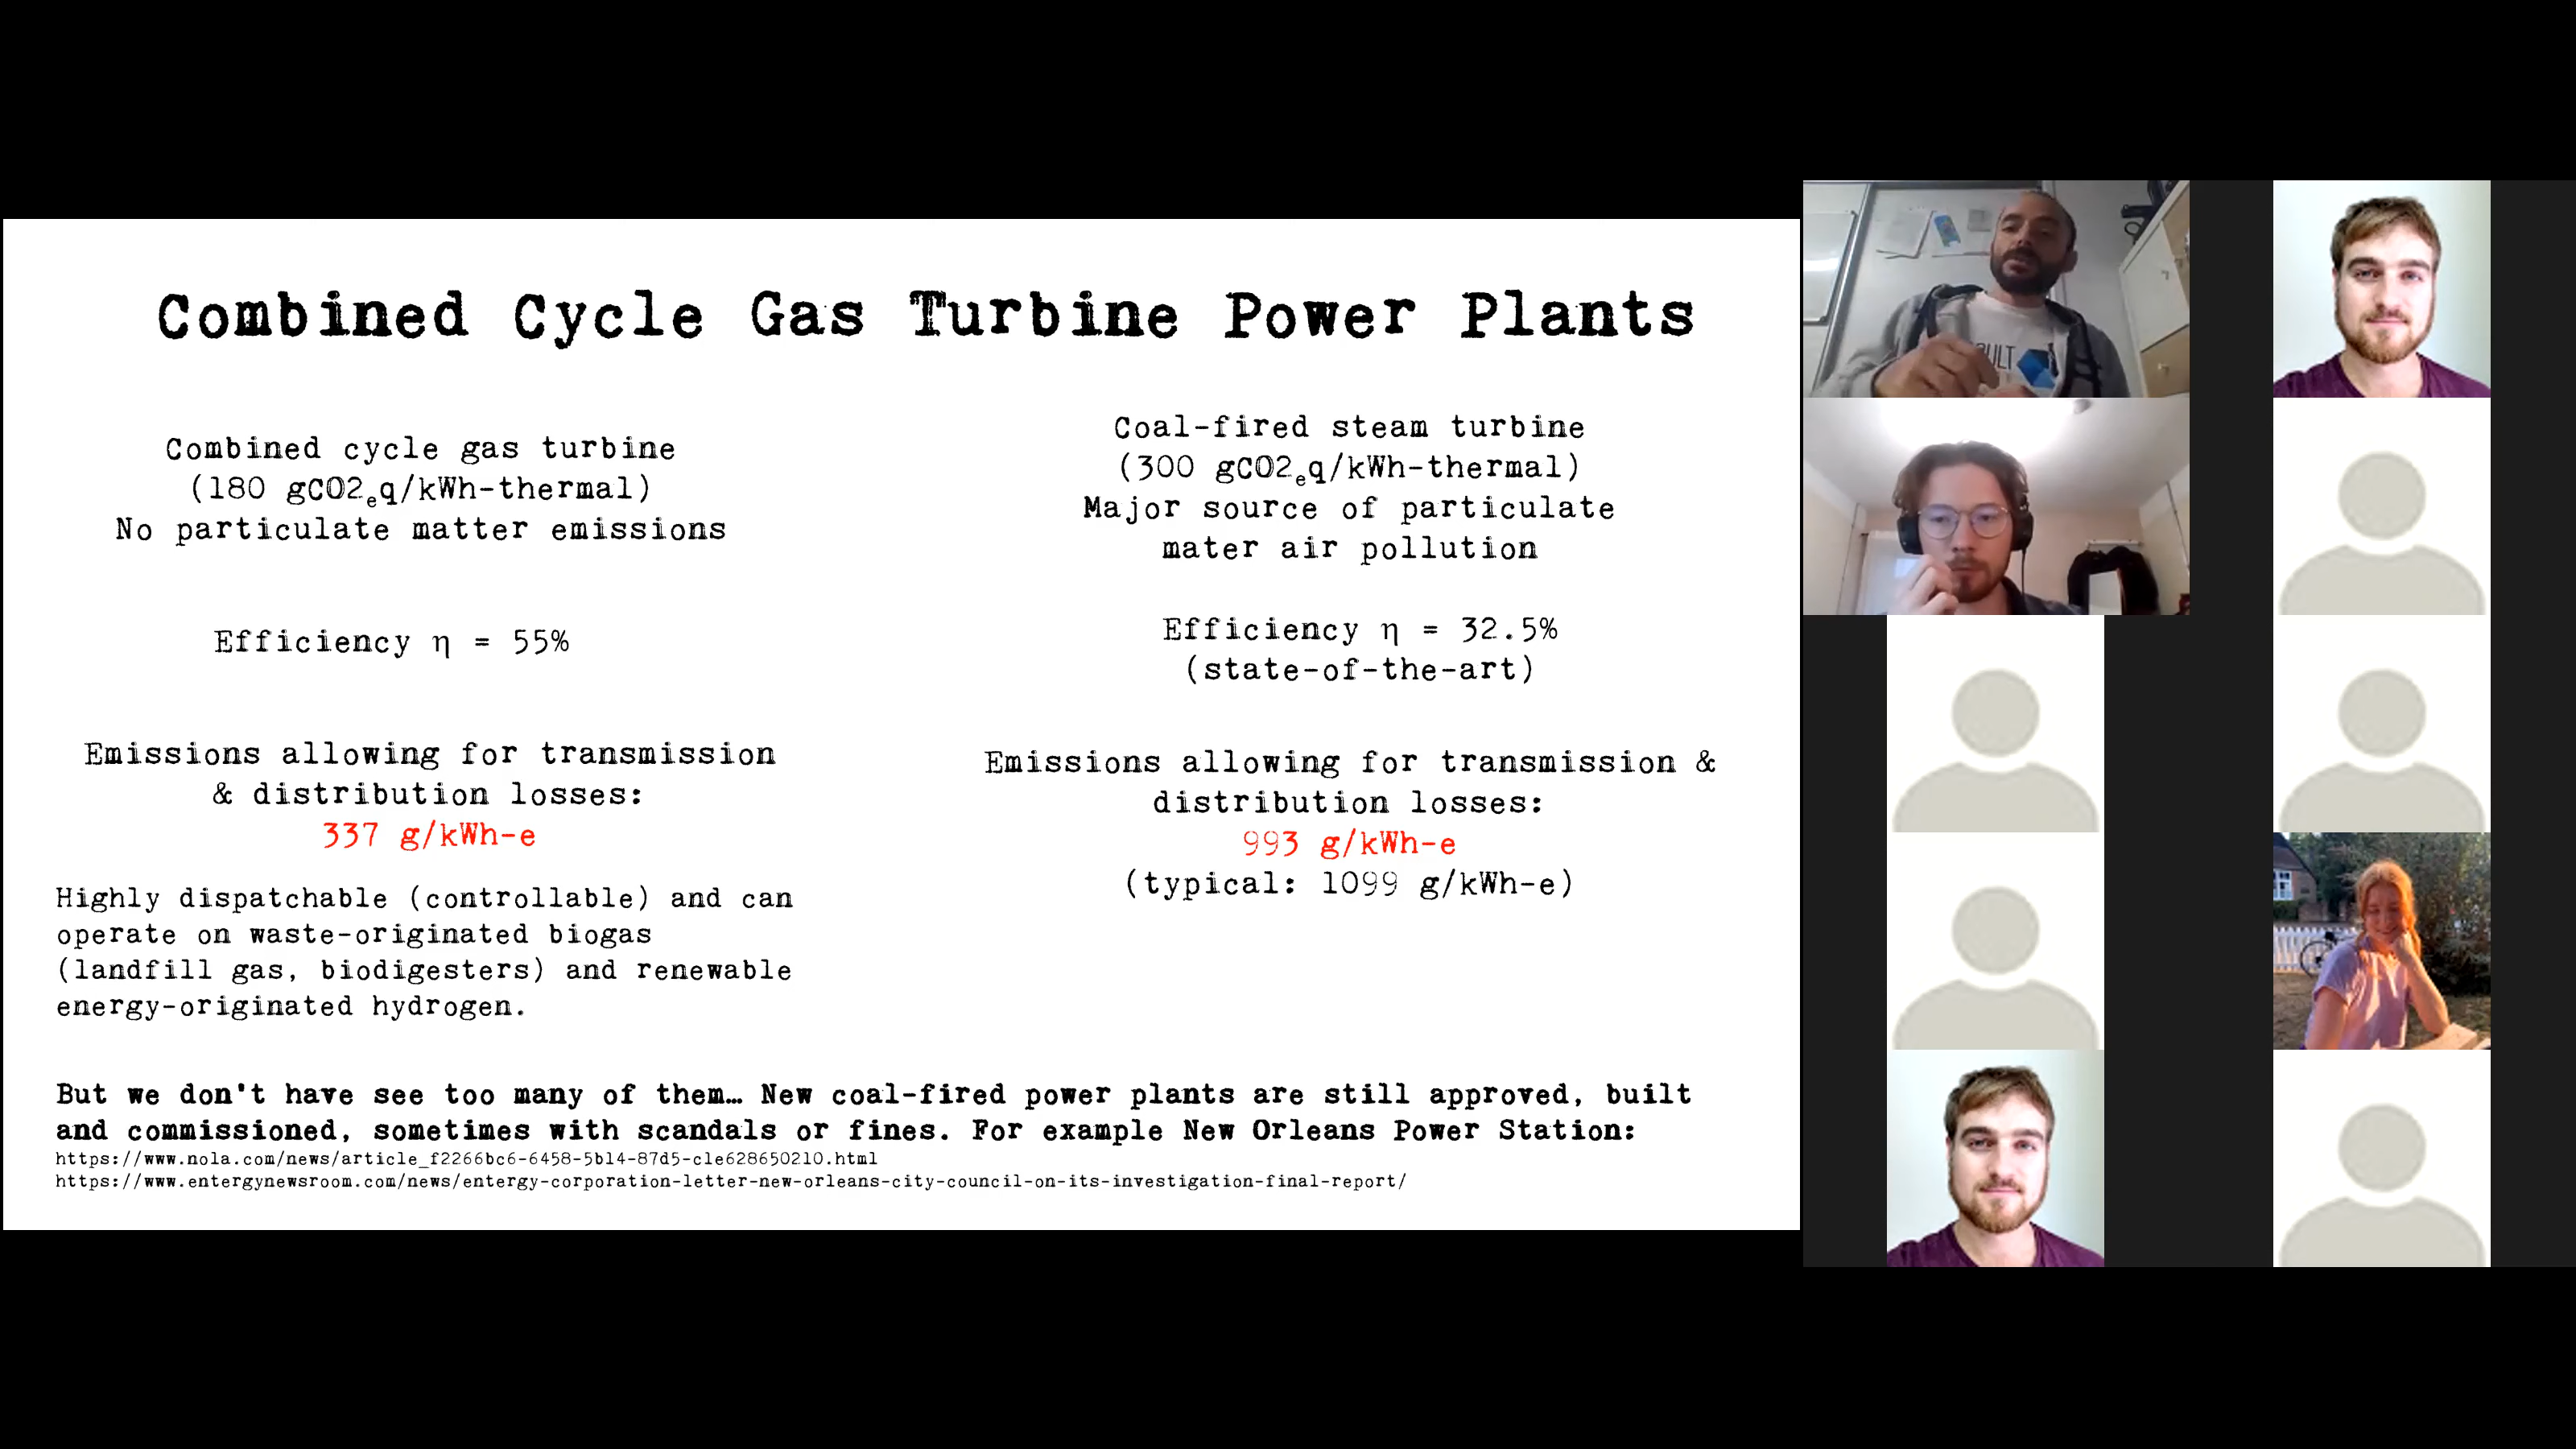 Combined Cycle Gas Turbine Power Plants
Combined cycle gas turbine
(180 gCO2eq/kWh-thermal)
No particulate matter emissions
Efficiency η = 55%
Emissions allowing for transmission
& distribution losses:
337 g/kWh-e
Highly dispatchable (controllable) and can
operate on waste-originated biogas
(landfill gas, biodigesters) and renewable
energy-originated hydrogen.
Coal-fired steam turbine
(300 gCO2eq/kWh-thermal)
Major source of particulate
mater air pollution
Efficiency η = 32.5%
(state-of-the-art)
Emissions allowing for transmission &
distribution losses:
993 g/kWh-e
(typical: 1099 g/kWh-e)
But we don't have see too many of them… New coal-fired power plants are still approved, built
and commissioned, sometimes with scandals or fines. For example New Orleans Power Station:
https://www.nola.com/news/article_f2266bc6-6458-5b14-87d5-c1e628650210.html
https://www.entergynewsroom.com/news/entergy-corporation-letter-new-orleans-city-council-on-its-investigation-final-report/